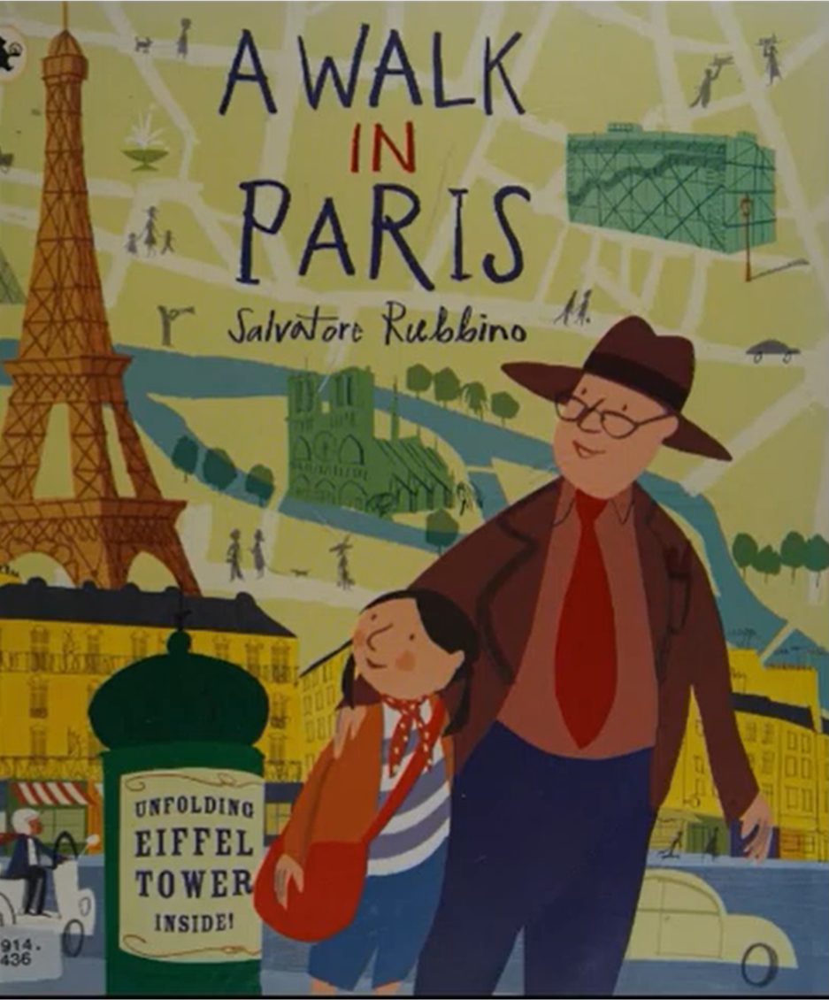 A WALK
IN
PARIS
Salvatore Rubbino
UNFOLDING
EIFFEL
TOWER
INSIDE!
914.
436